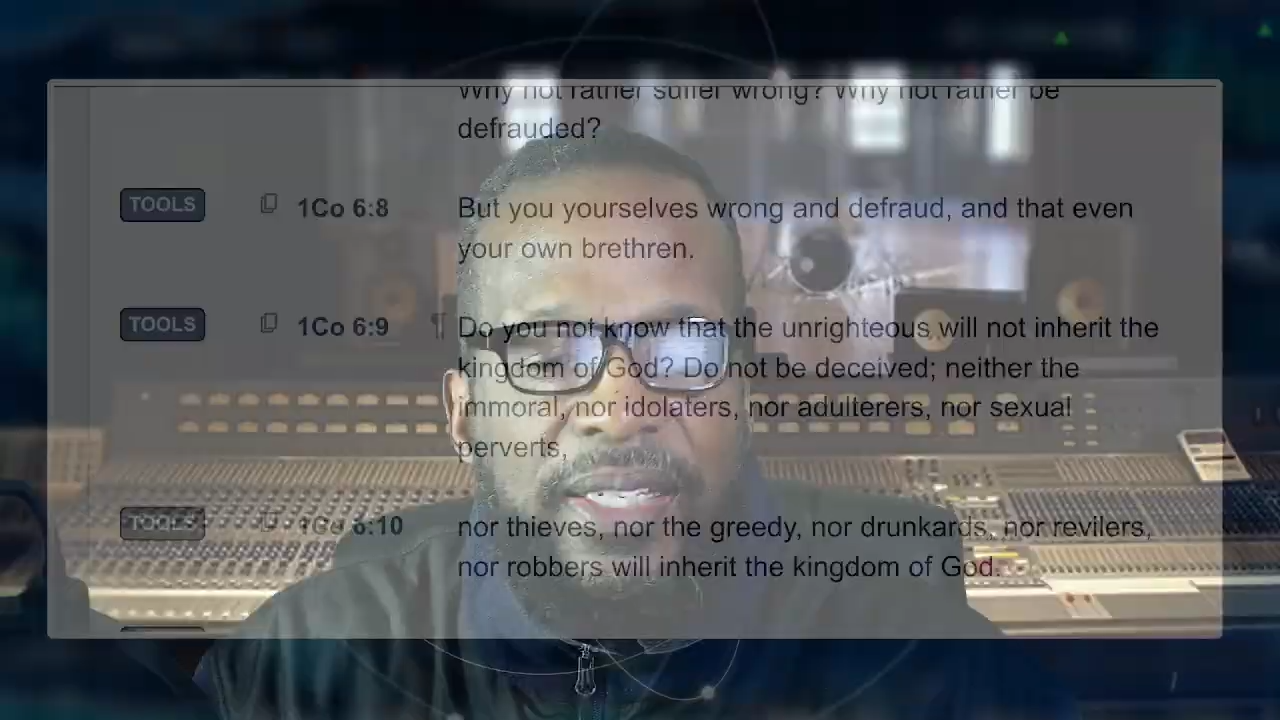 Why not rather suffer wrong? Why not rather be
defrauded?
TOOLS 1Co 6:8 But you yourselves wrong and defraud, and that even
your own brethren.
TOOLS 1Co 6:9 ¶ Do you not know that the unrighteous will not inherit the
kingdom of God? Do not be deceived; neither the
immoral, nor idolaters, nor adulterers, nor sexual
perverts,
TOOLS 1Co 6:10 nor thieves, nor the greedy, nor drunkards, nor revilers,
nor robbers will inherit the kingdom of God.